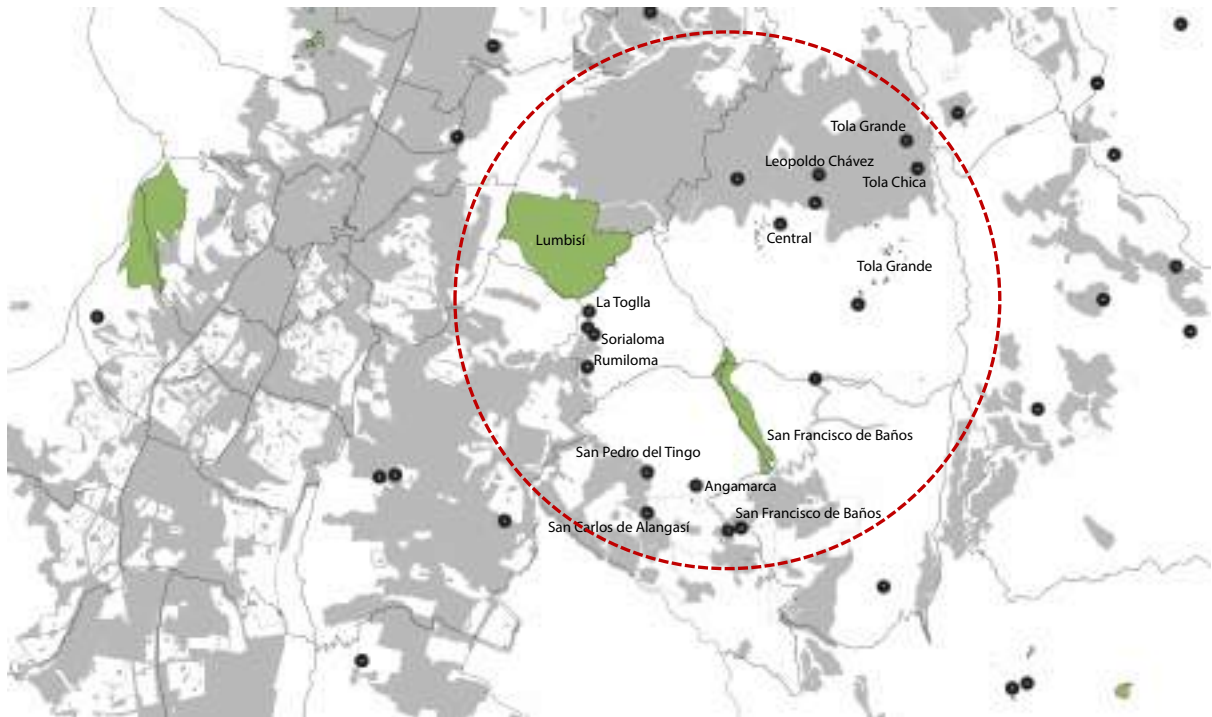 Tola Grande
Leopoldo Chávez
Tola Chica
Lumbisí
Central
Tola Grande
La Toglla
Sorialoma
Rumiloma
San Francisco de Baños
San Pedro del Tingo
Angamarca
San Francisco de Baños
San Carlos de Alangasí